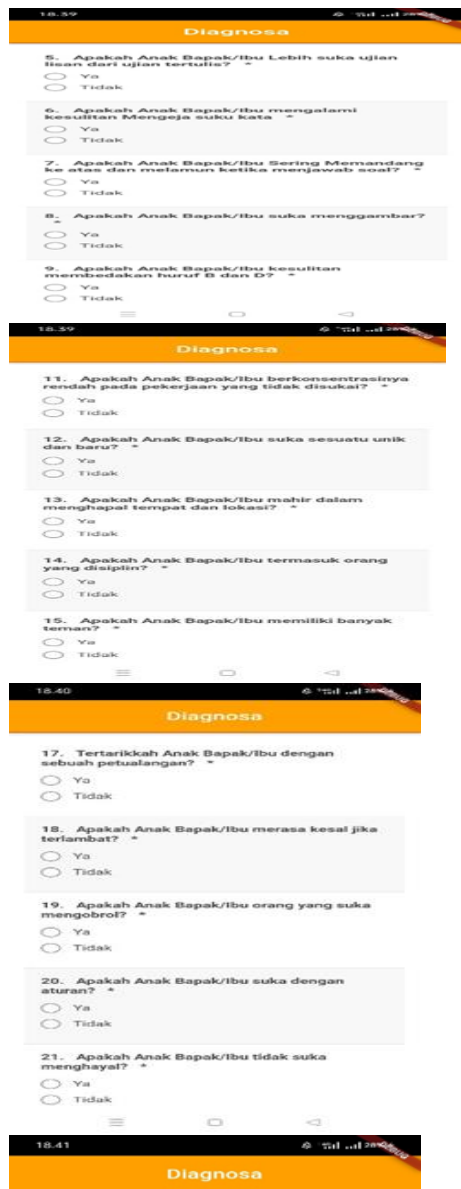 18.39
Diagnosa
5. Apakah Anak Bapak/Ibu Lebih suka ujian
lisan dari ujian tertulis? *
Ya
Tidak
6. Apakah Anak Bapak/Ibu mengalami
kesulitan Mengeja suku kata *
Ya
Tidak
7. Apakah Anak Bapak/Ibu Sering Memandang
ke atas dan melamun ketika menjawab soal? *
Ya
Tidak
8. Apakah Anak Bapak/Ibu suka menggambar?
*
Ya
Tidak
9. Apakah Anak Bapak/Ibu kesulitan
membedakan huruf B dan D? *
Ya
Tidak
18.39
Diagnosa
11. Apakah Anak Bapak/Ibu berkonsentrasinya
rendah pada pekerjaan yang tidak disukai? *
Ya
Tidak
12. Apakah Anak Bapak/Ibu suka sesuatu unik
dan baru? *
Ya
Tidak
13. Apakah Anak Bapak/Ibu mahir dalam
menghapal tempat dan lokasi? *
Ya
Tidak
14. Apakah Anak Bapak/Ibu termasuk orang
yang disiplin? *
Ya
Tidak
15. Apakah Anak Bapak/Ibu memiliki banyak
teman? *
Ya
Tidak
18.40
Diagnosa
17. Tertarikkah Anak Bapak/Ibu dengan
sebuah petualangan? *
Ya
Tidak
18. Apakah Anak Bapak/Ibu merasa kesal jika
terlambat? *
Ya
Tidak
19. Apakah Anak Bapak/Ibu orang yang suka
mengobrol? *
Ya
Tidak
20. Apakah Anak Bapak/Ibu suka dengan
aturan? *
Ya
Tidak
21. Apakah Anak Bapak/Ibu tidak suka
menghayal? *
Ya
Tidak
18.41
Diagnosa